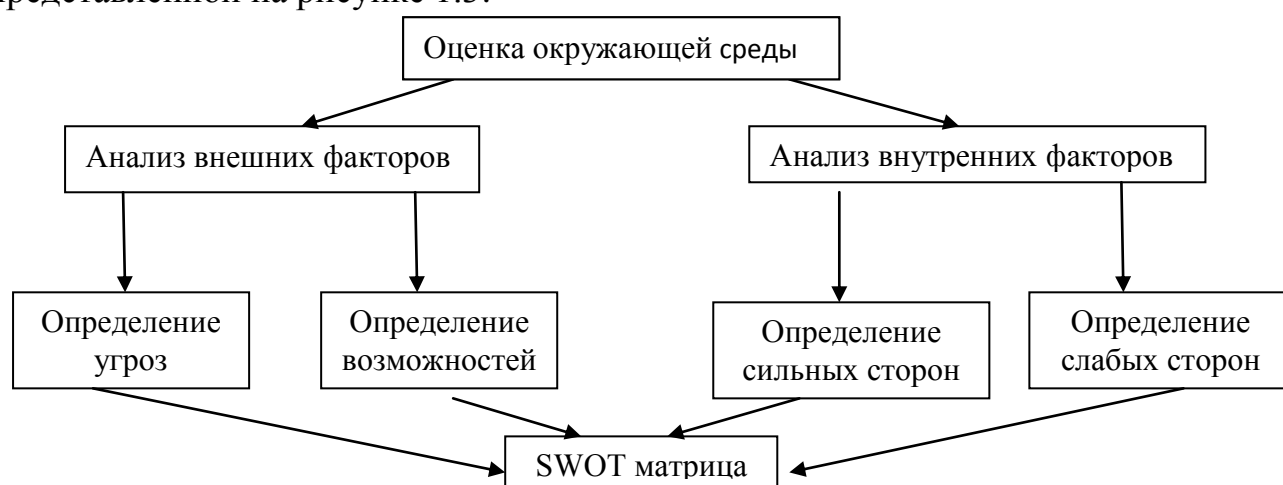 представленной на рисунке 1.3.
Оценка окружающей среды
Анализ внешних факторов
Анализ внутренних факторов
Определение
угроз
Определение
возможностей
Определение
сильных сторон
Определение
слабых сторон
SWOT матрица